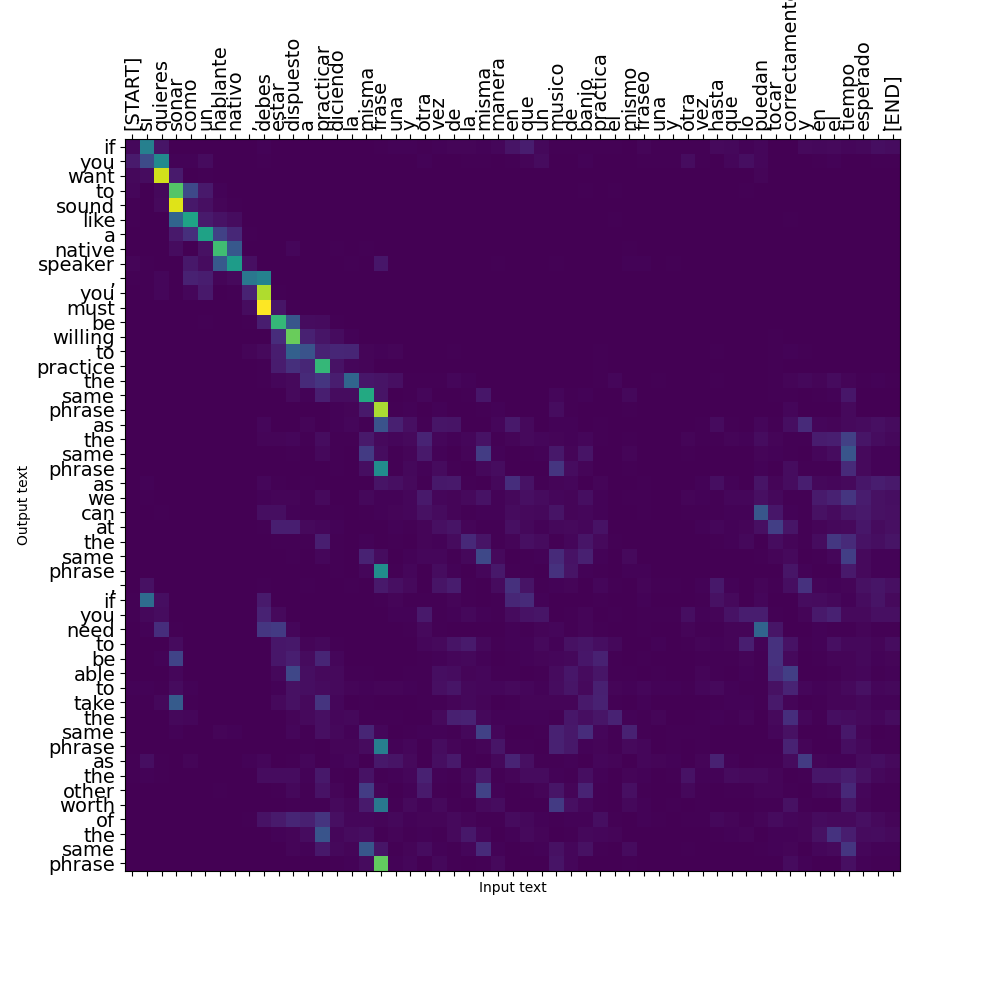 [START]
si
quieres
sonar
como
un
hablante
nativo
,
debes
estar
dispuesto
a
practicar
diciendo
la
misma
frase
una
y
otra
vez
de
la
misma
manera
en
que
un
musico
de
banjo
practica
el
mismo
fraseo
una
y
otra
vez
hasta
que
lo
puedan
tocar
correctamente
y
en
el
tiempo
esperado
[END]
if
you
want
to
sound
like
a
native
speaker
,
you
must
be
willing
to
practice
the
same
phrase
as
the
same
phrase
as
we
can
at
the
same
phrase
,
if
you
need
to
be
able
to
take
the
same
phrase
as
the
other
worth
of
the
same
phrase
Output text
Input text